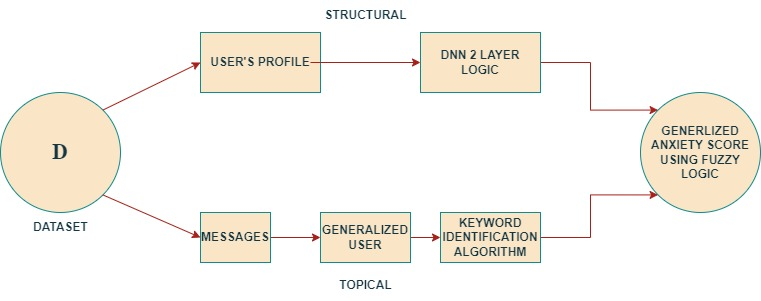 STRUCTURAL
USER'S PROFILE
DNN 2 LAYER
LOGIC
D
DATASET
GENERLIZED
ANXIETY SCORE
USING FUZZY
LOGIC
MESSAGES
GENERALIZED
USER
KEYWORD
IDENTIFICATION
ALGORITHM
TOPICAL